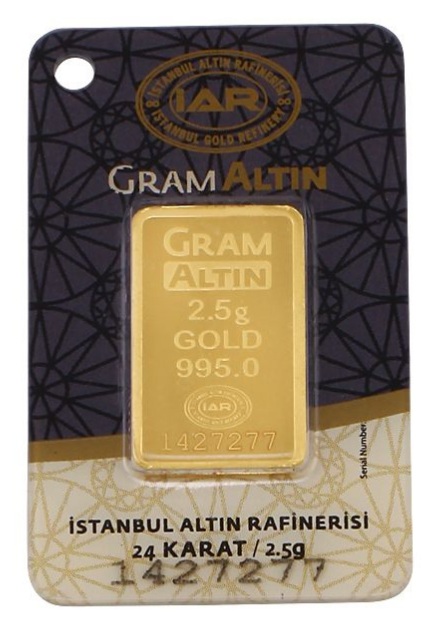 İSTANBUL ALTIN RAFİNERİSİ
IAR
İSTANBUL GOLD REFINERY
GRAM ALTIN
GRAM
ALTIN
2.5g
GOLD
995.0
IAR
1427277
Serial Number
İSTANBUL ALTIN RAFİNERİSİ
24 KARAT / 2.5g
1427277